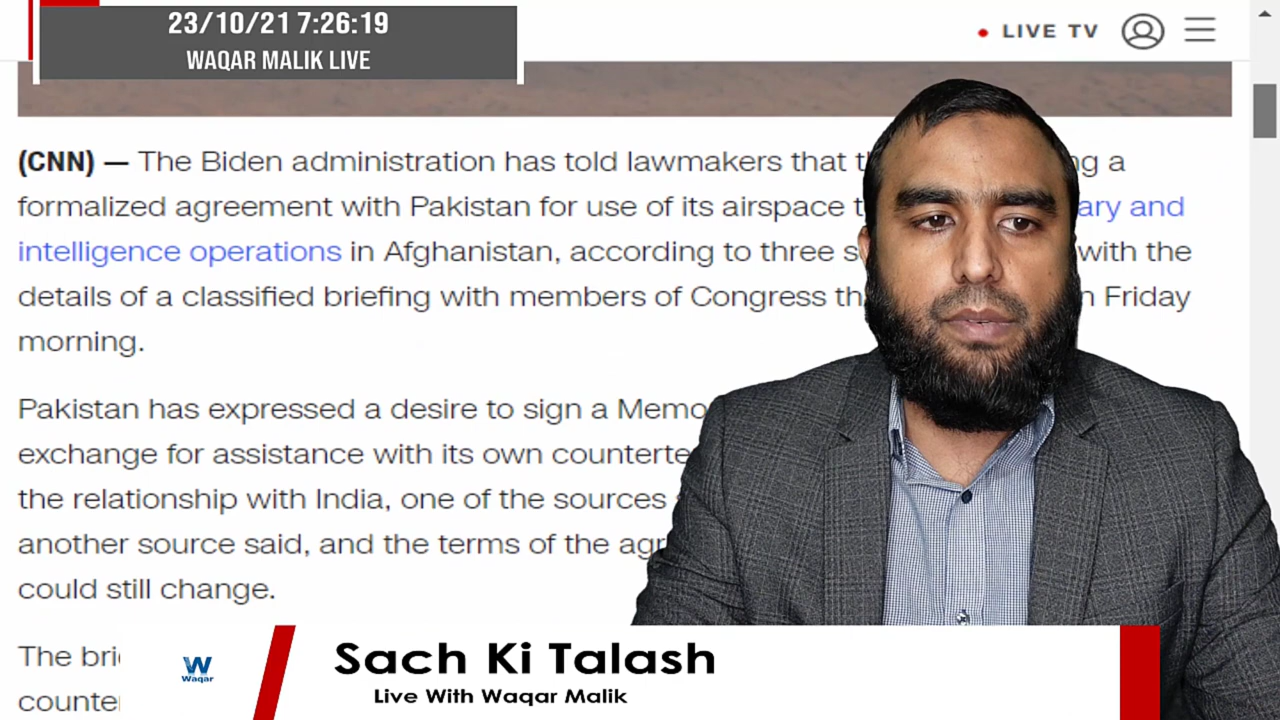 23/10/21 7:26:19
WAQAR MALIK LIVE
LIVE TV
(CNN) — The Biden administration has told lawmakers that g a
formalized agreement with Pakistan for use of its airspace ary and
intelligence operations in Afghanistan, according to three with the
details of a classified briefing with members of Congress Friday
morning.
Pakistan has expressed a desire to sign a Memo
exchange for assistance with its own counterte
the relationship with India, one of the sources
another source said, and the terms of the agr
could still change.
The bri
counte
W
Waqar
Sach Ki Talash
Live With Waqar Malik